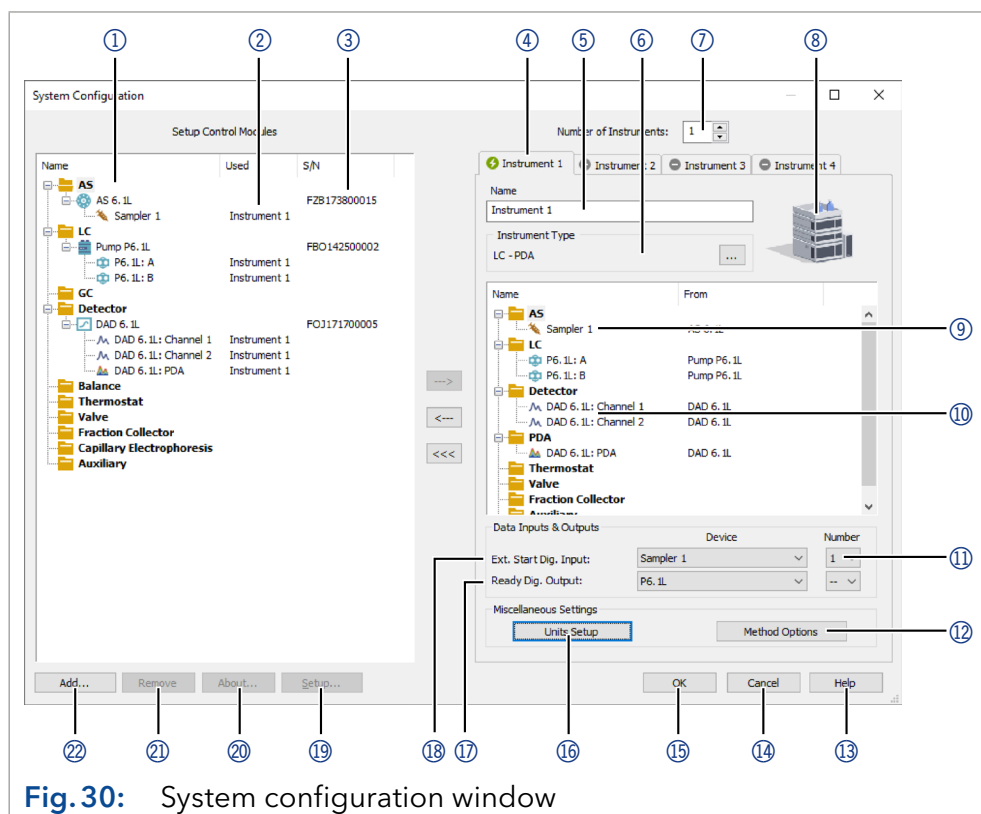 ① ② ③ ④ ⑤ ⑥ ⑦ ⑧
System Configuration
Setup Control Modules
Number of Instruments: 1
Name Used S/N
AS
AS 6.1L FZB173800015
Sampler 1 Instrument 1
LC
Pump P6.1L FBO142500002
P6.1L: A Instrument 1
P6.1L: B Instrument 1
GC
Detector
DAD 6.1L FOJ171700005
DAD 6.1L: Channel 1 Instrument 1
DAD 6.1L: Channel 2 Instrument 1
DAD 6.1L: PDA Instrument 1
Balance
Thermostat
Valve
Fraction Collector
Capillary Electrophoresis
Auxiliary
--->
<---
<<<
Instrument 1 Instrument 2 Instrument 3 Instrument 4
Name
Instrument 1
Instrument Type
LC - PDA ...
Name From
AS
Sampler 1 AS 6.1L ⑨
LC
P6.1L: A Pump P6.1L
P6.1L: B Pump P6.1L
Detector
DAD 6.1L: Channel 1 DAD 6.1L ⑩
DAD 6.1L: Channel 2 DAD 6.1L
PDA
DAD 6.1L: PDA DAD 6.1L
Thermostat
Valve
Fraction Collector
Auxiliary
Data Inputs & Outputs
Device Number
Ext. Start Dig. Input: Sampler 1 1 ⑪
Ready Dig. Output: P6.1L --
Miscellaneous Settings
Units Setup Method Options ⑫
Add... Remove About... Setup... OK Cancel Help
㉒ ㉑ ⑳ ⑲ ⑱ ⑰ ⑯ ⑮ ⑭ ⑬
Fig. 30: System configuration window